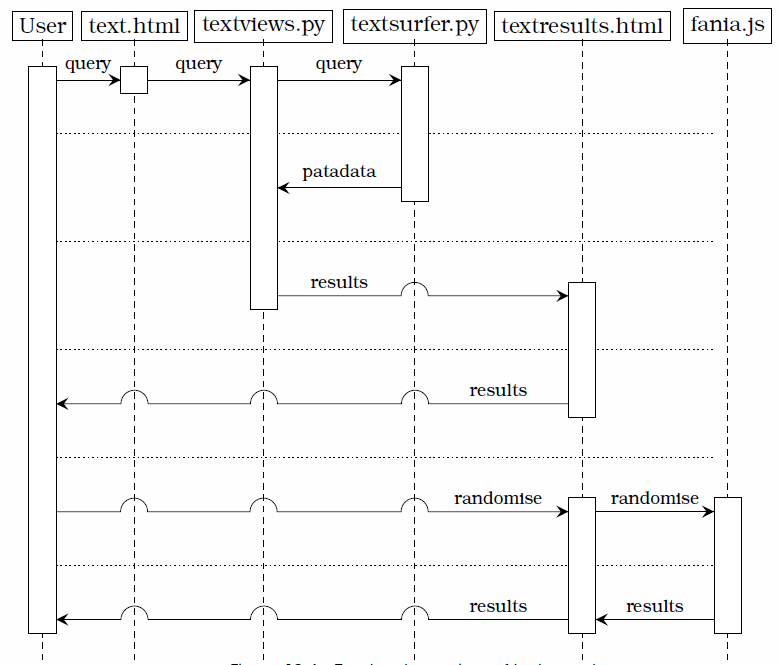 User text.html textviews.py textsurfer.py textresults.html fania.js
query query query
patadata
results
results
randomise randomise
results results